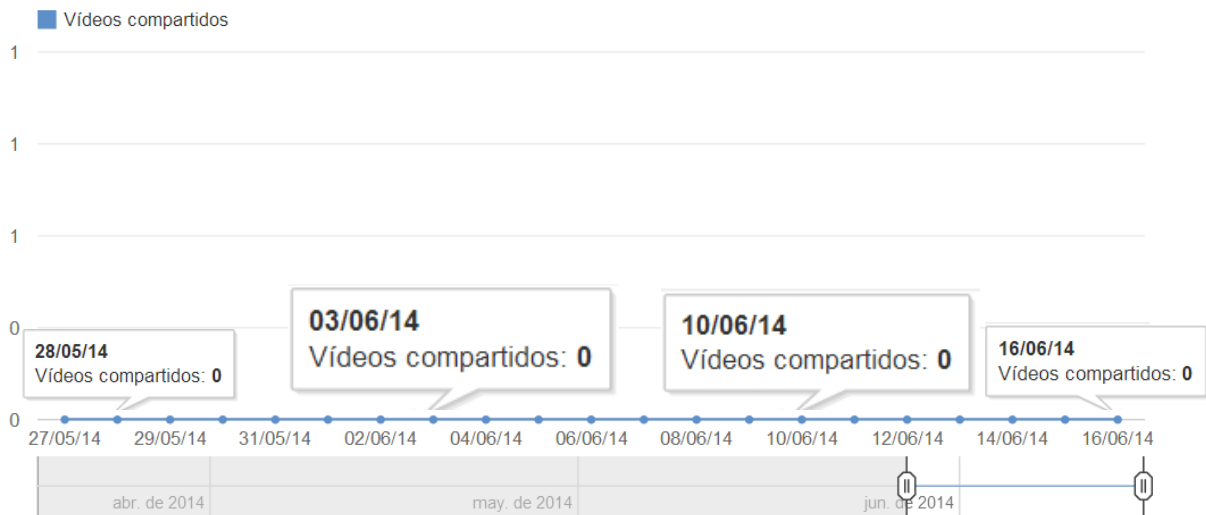 Vídeos compartidos
1
1
1
0
03/06/14
Vídeos compartidos: 0
10/06/14
Vídeos compartidos: 0
28/05/14
Vídeos compartidos: 0
16/06/14
Vídeos compartidos: 0
0
27/05/14 29/05/14 31/05/14 02/06/14 04/06/14 06/06/14 08/06/14 10/06/14 12/06/14 14/06/14 16/06/14
abr. de 2014 may. de 2014 jun. de 2014